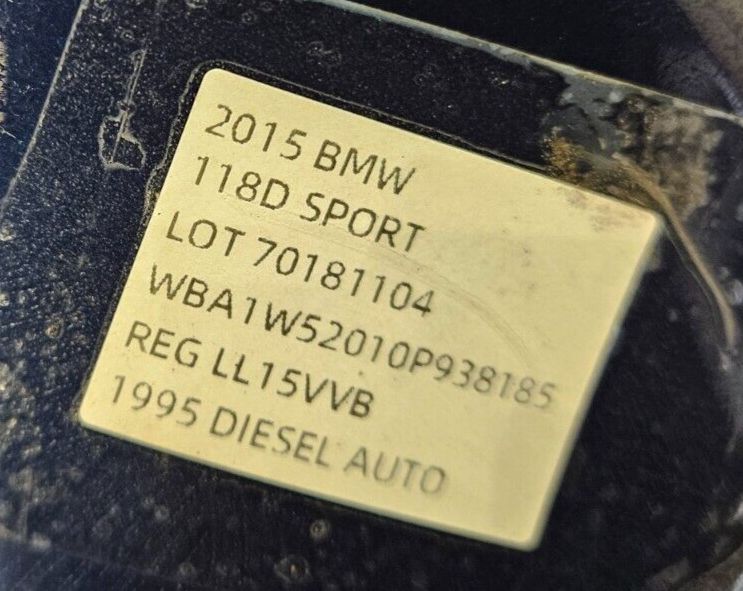 2015 BMW
118D SPORT
LOT 70181104
WBA1W52010P938185
REG LL15VVB
1995 DIESEL AUTO